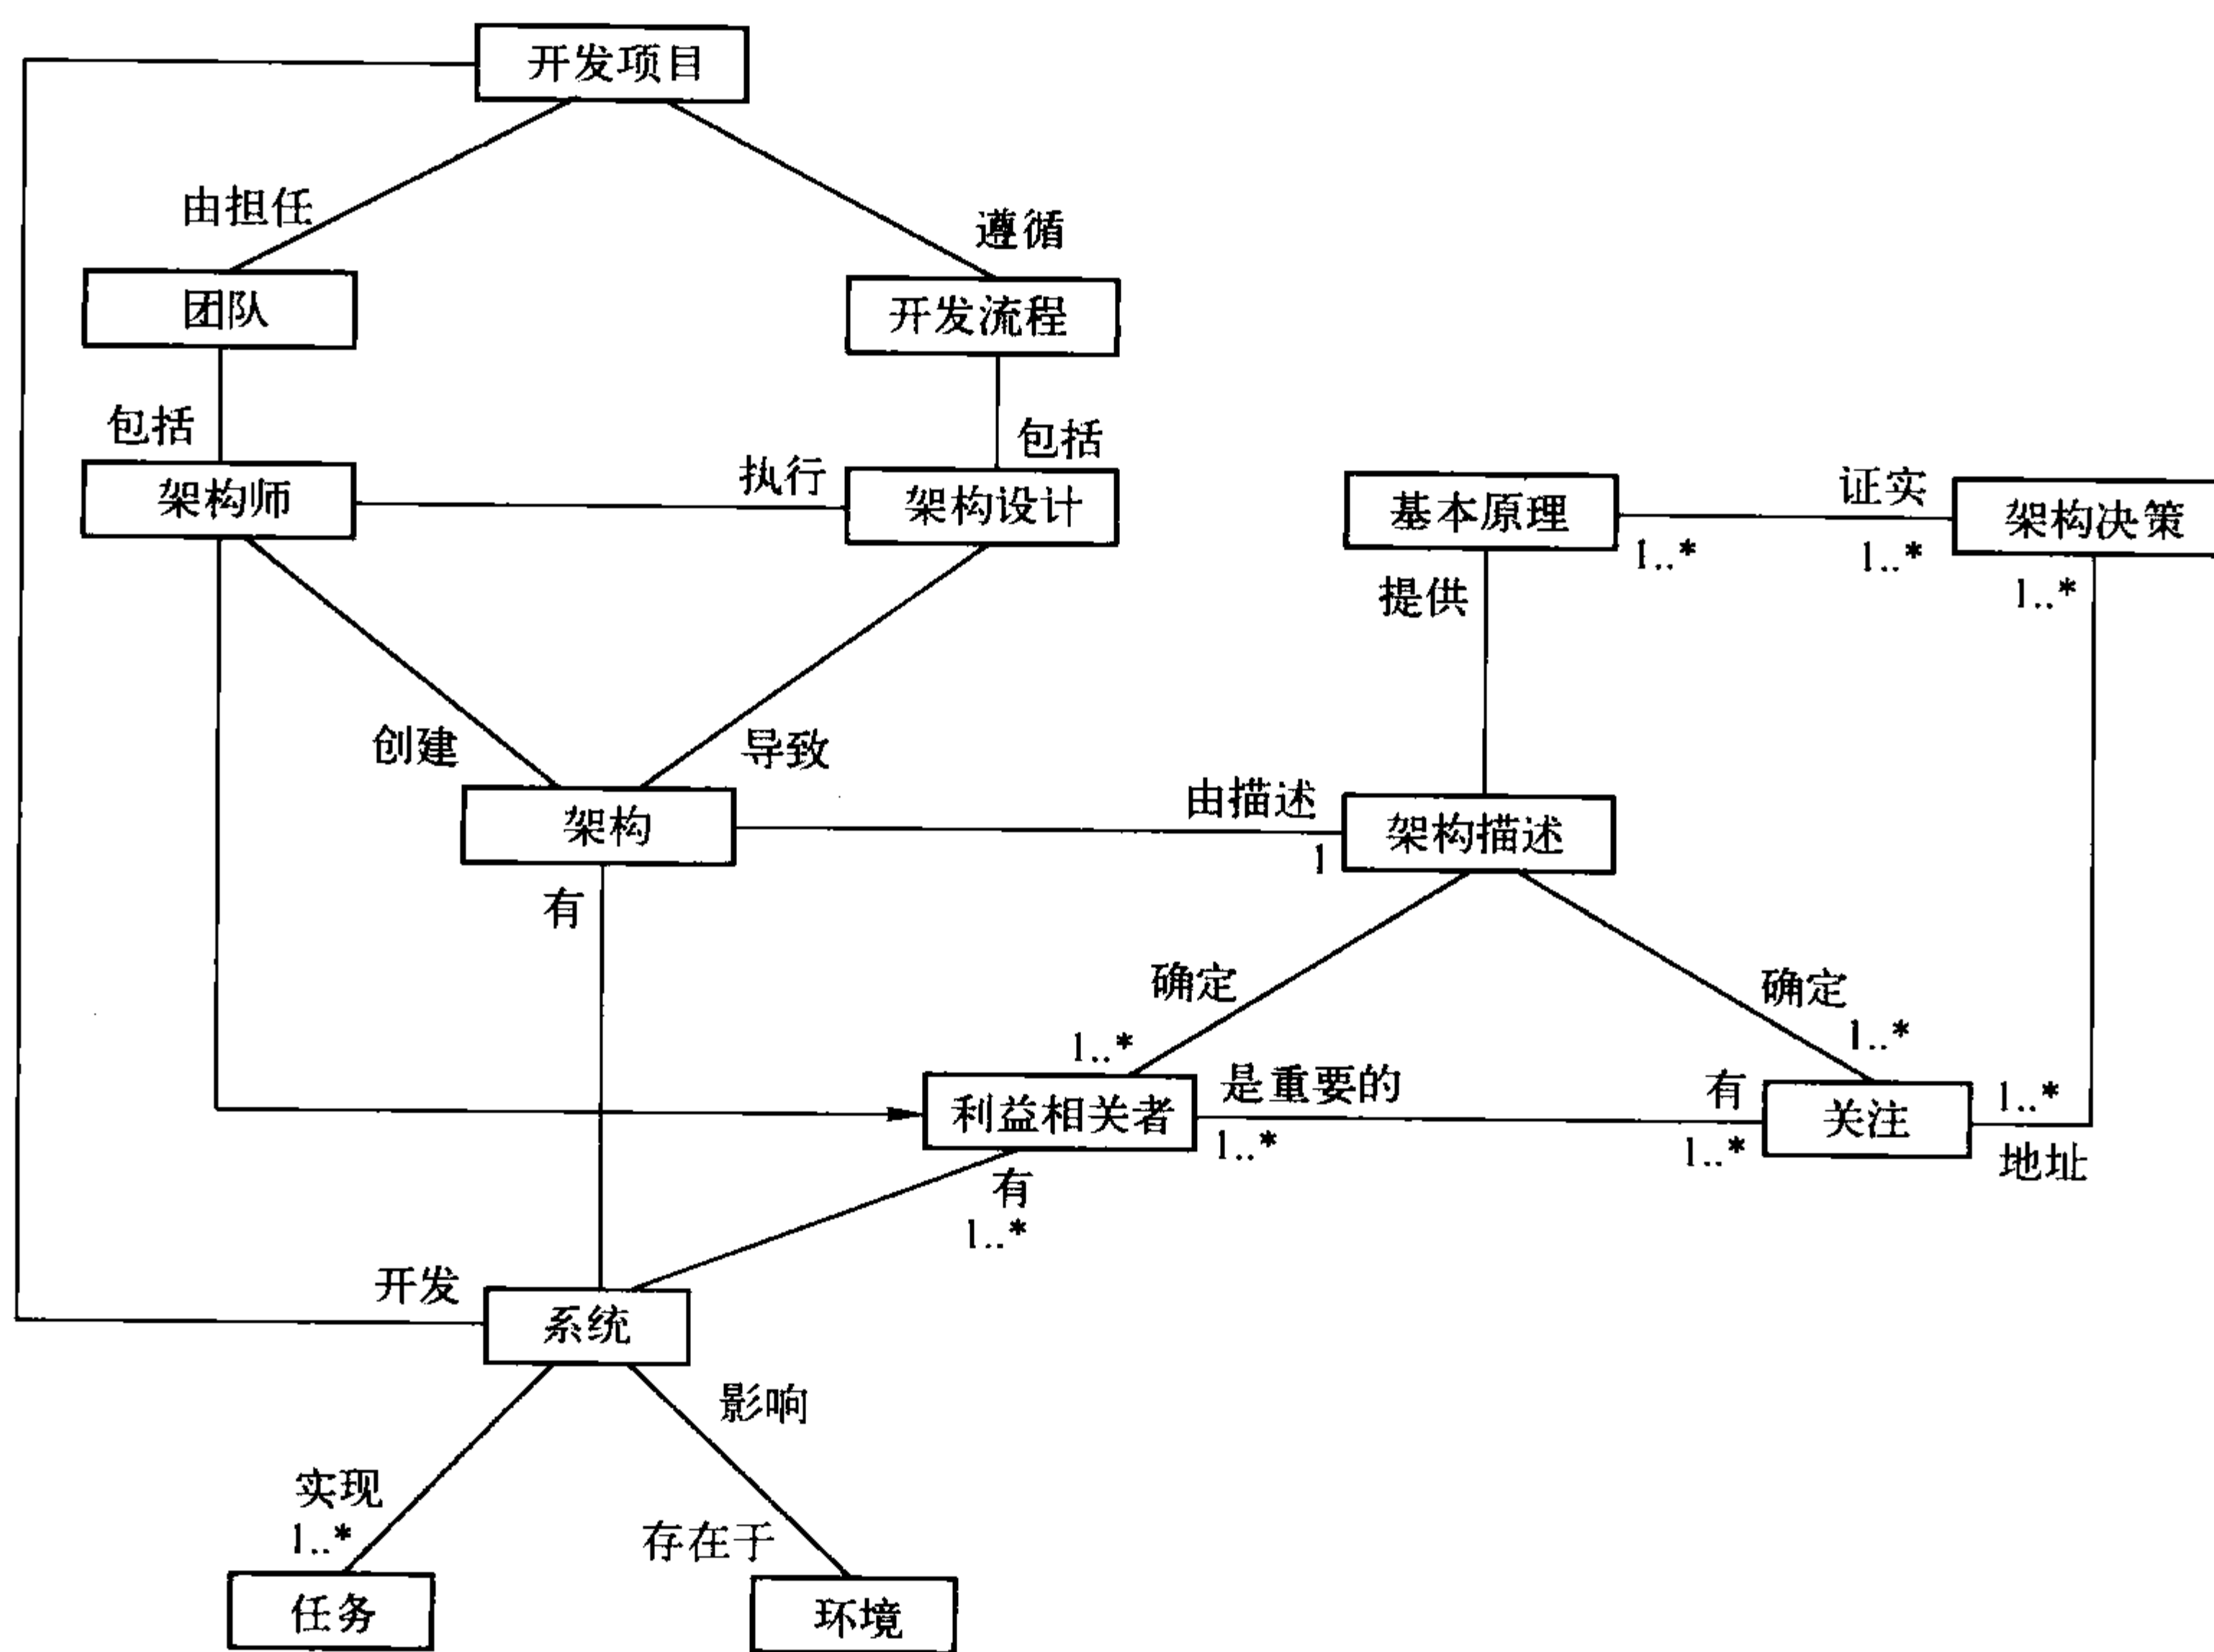 开发项目
由担任
遵循
团队
开发流程
包括
包括
架构师
执行
架构设计
基本原理
证实
架构决策
1..*
1..*
1..*
提供
创建
导致
架构
由描述
1
架构描述
有
确定
确定
1..*
1..*
利益相关者
是重要的
1..*
有
1..*
关注
1..*
地址
有
1..*
开发
系统
影响
实现
1..*
存在于
任务
环境